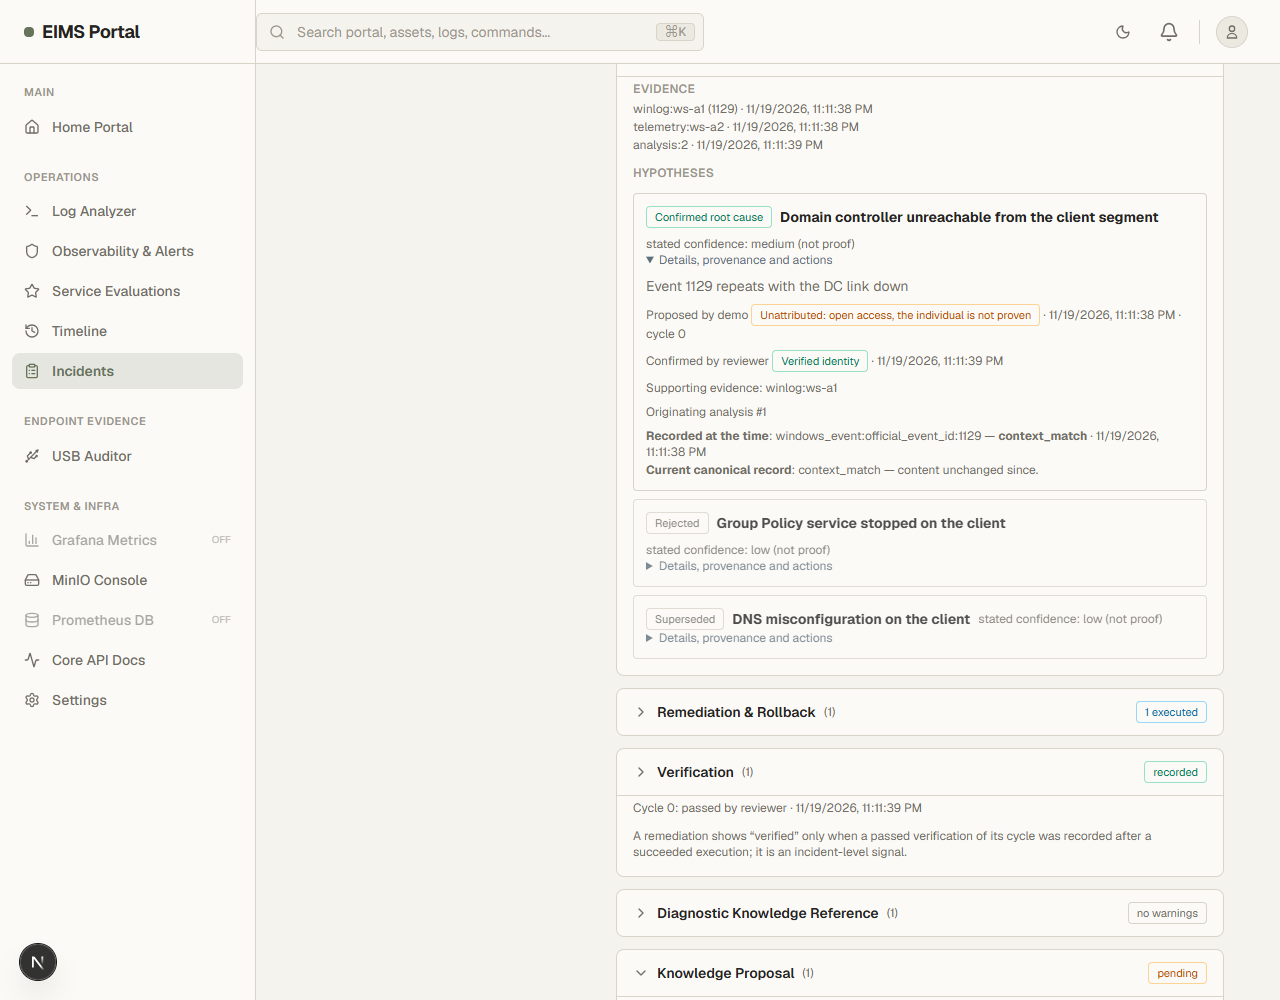 EIMS Portal
Search portal, assets, logs, commands...
⌘K
MAIN
Home Portal
OPERATIONS
Log Analyzer
Observability & Alerts
Service Evaluations
Timeline
Incidents
ENDPOINT EVIDENCE
USB Auditor
SYSTEM & INFRA
Grafana Metrics OFF
MinIO Console
Prometheus DB OFF
Core API Docs
Settings
N
EVIDENCE
winlog:ws-a1 (1129) · 11/19/2026, 11:11:38 PM
telemetry:ws-a2 · 11/19/2026, 11:11:38 PM
analysis:2 · 11/19/2026, 11:11:39 PM
HYPOTHESES
Confirmed root cause Domain controller unreachable from the client segment
stated confidence: medium (not proof)
▼ Details, provenance and actions
Event 1129 repeats with the DC link down
Proposed by demo Unattributed: open access, the individual is not proven · 11/19/2026, 11:11:38 PM ·
cycle 0
Confirmed by reviewer Verified identity · 11/19/2026, 11:11:39 PM
Supporting evidence: winlog:ws-a1
Originating analysis #1
Recorded at the time: windows_event:official_event_id:1129 — context_match · 11/19/2026,
11:11:38 PM
Current canonical record: context_match — content unchanged since.
Rejected Group Policy service stopped on the client
stated confidence: low (not proof)
▶ Details, provenance and actions
Superseded DNS misconfiguration on the client stated confidence: low (not proof)
▶ Details, provenance and actions
Remediation & Rollback (1) 1 executed
Verification (1) recorded
Cycle 0: passed by reviewer · 11/19/2026, 11:11:39 PM
A remediation shows “verified” only when a passed verification of its cycle was recorded after a
succeeded execution; it is an incident-level signal.
Diagnostic Knowledge Reference (1) no warnings
Knowledge Proposal (1) pending